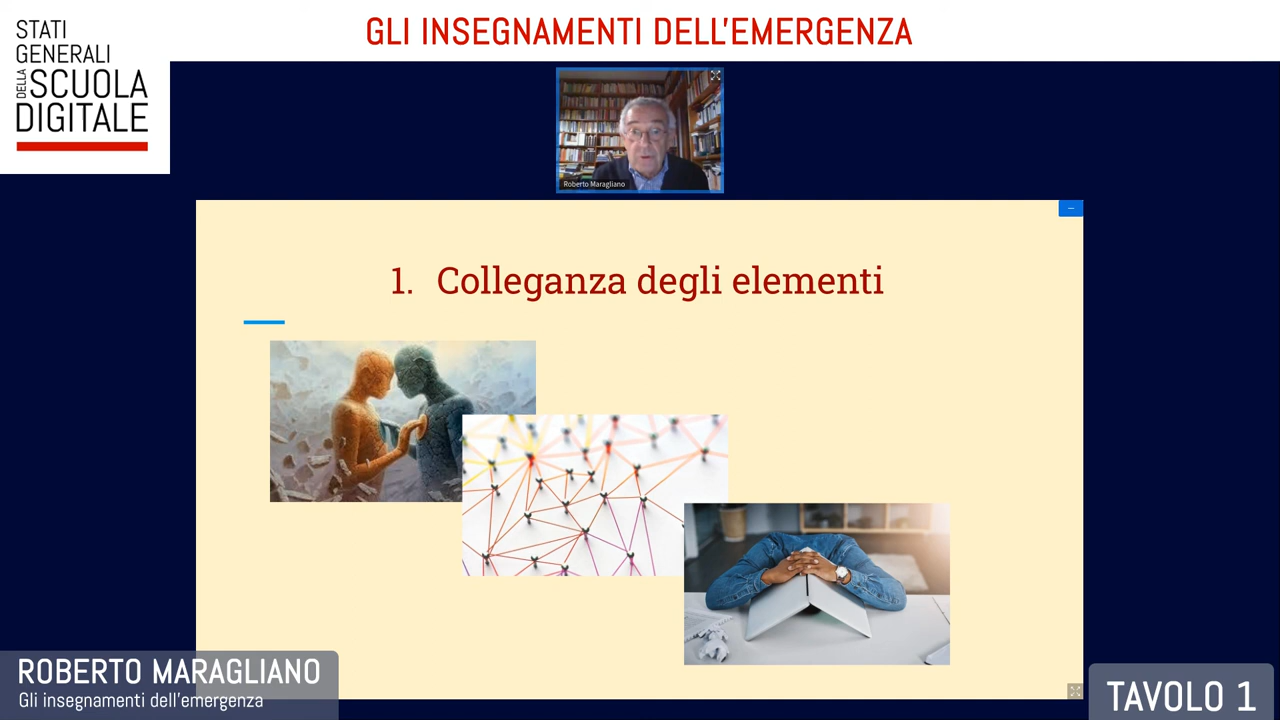 STATI
GENERALI
DELLA SCUOLA
DIGITALE
GLI INSEGNAMENTI DELL'EMERGENZA
Roberto Maragliano
1. Colleganza degli elementi
ROBERTO MARAGLIANO
Gli insegnamenti dell'emergenza
TAVOLO 1